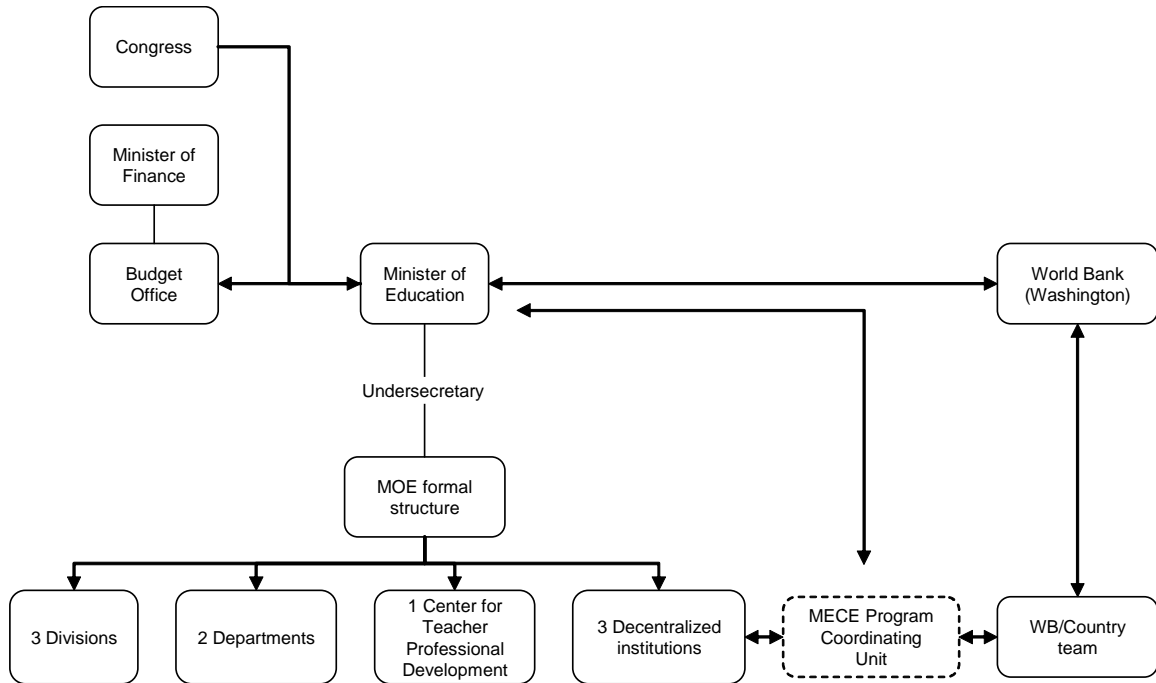 Congress
Minister of
Finance
Budget
Office
Minister of
Education
World Bank
(Washington)
Undersecretary
MOE formal
structure
3 Divisions
2 Departments
1 Center for
Teacher
Professional
Development
3 Decentralized
institutions
MECE Program
Coordinating
Unit
WB/Country
team